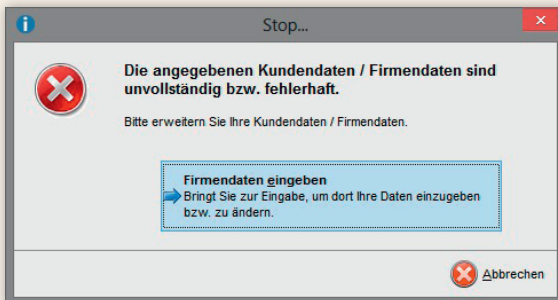 Stop...
Die angegebenen Kundendaten / Firmendaten sind
unvollständig bzw. fehlerhaft.
Bitte erweitern Sie Ihre Kundendaten / Firmendaten.
Firmendaten eingeben
Bringt Sie zur Eingabe, um dort Ihre Daten einzugeben
bzw. zu ändern.
Abbrechen